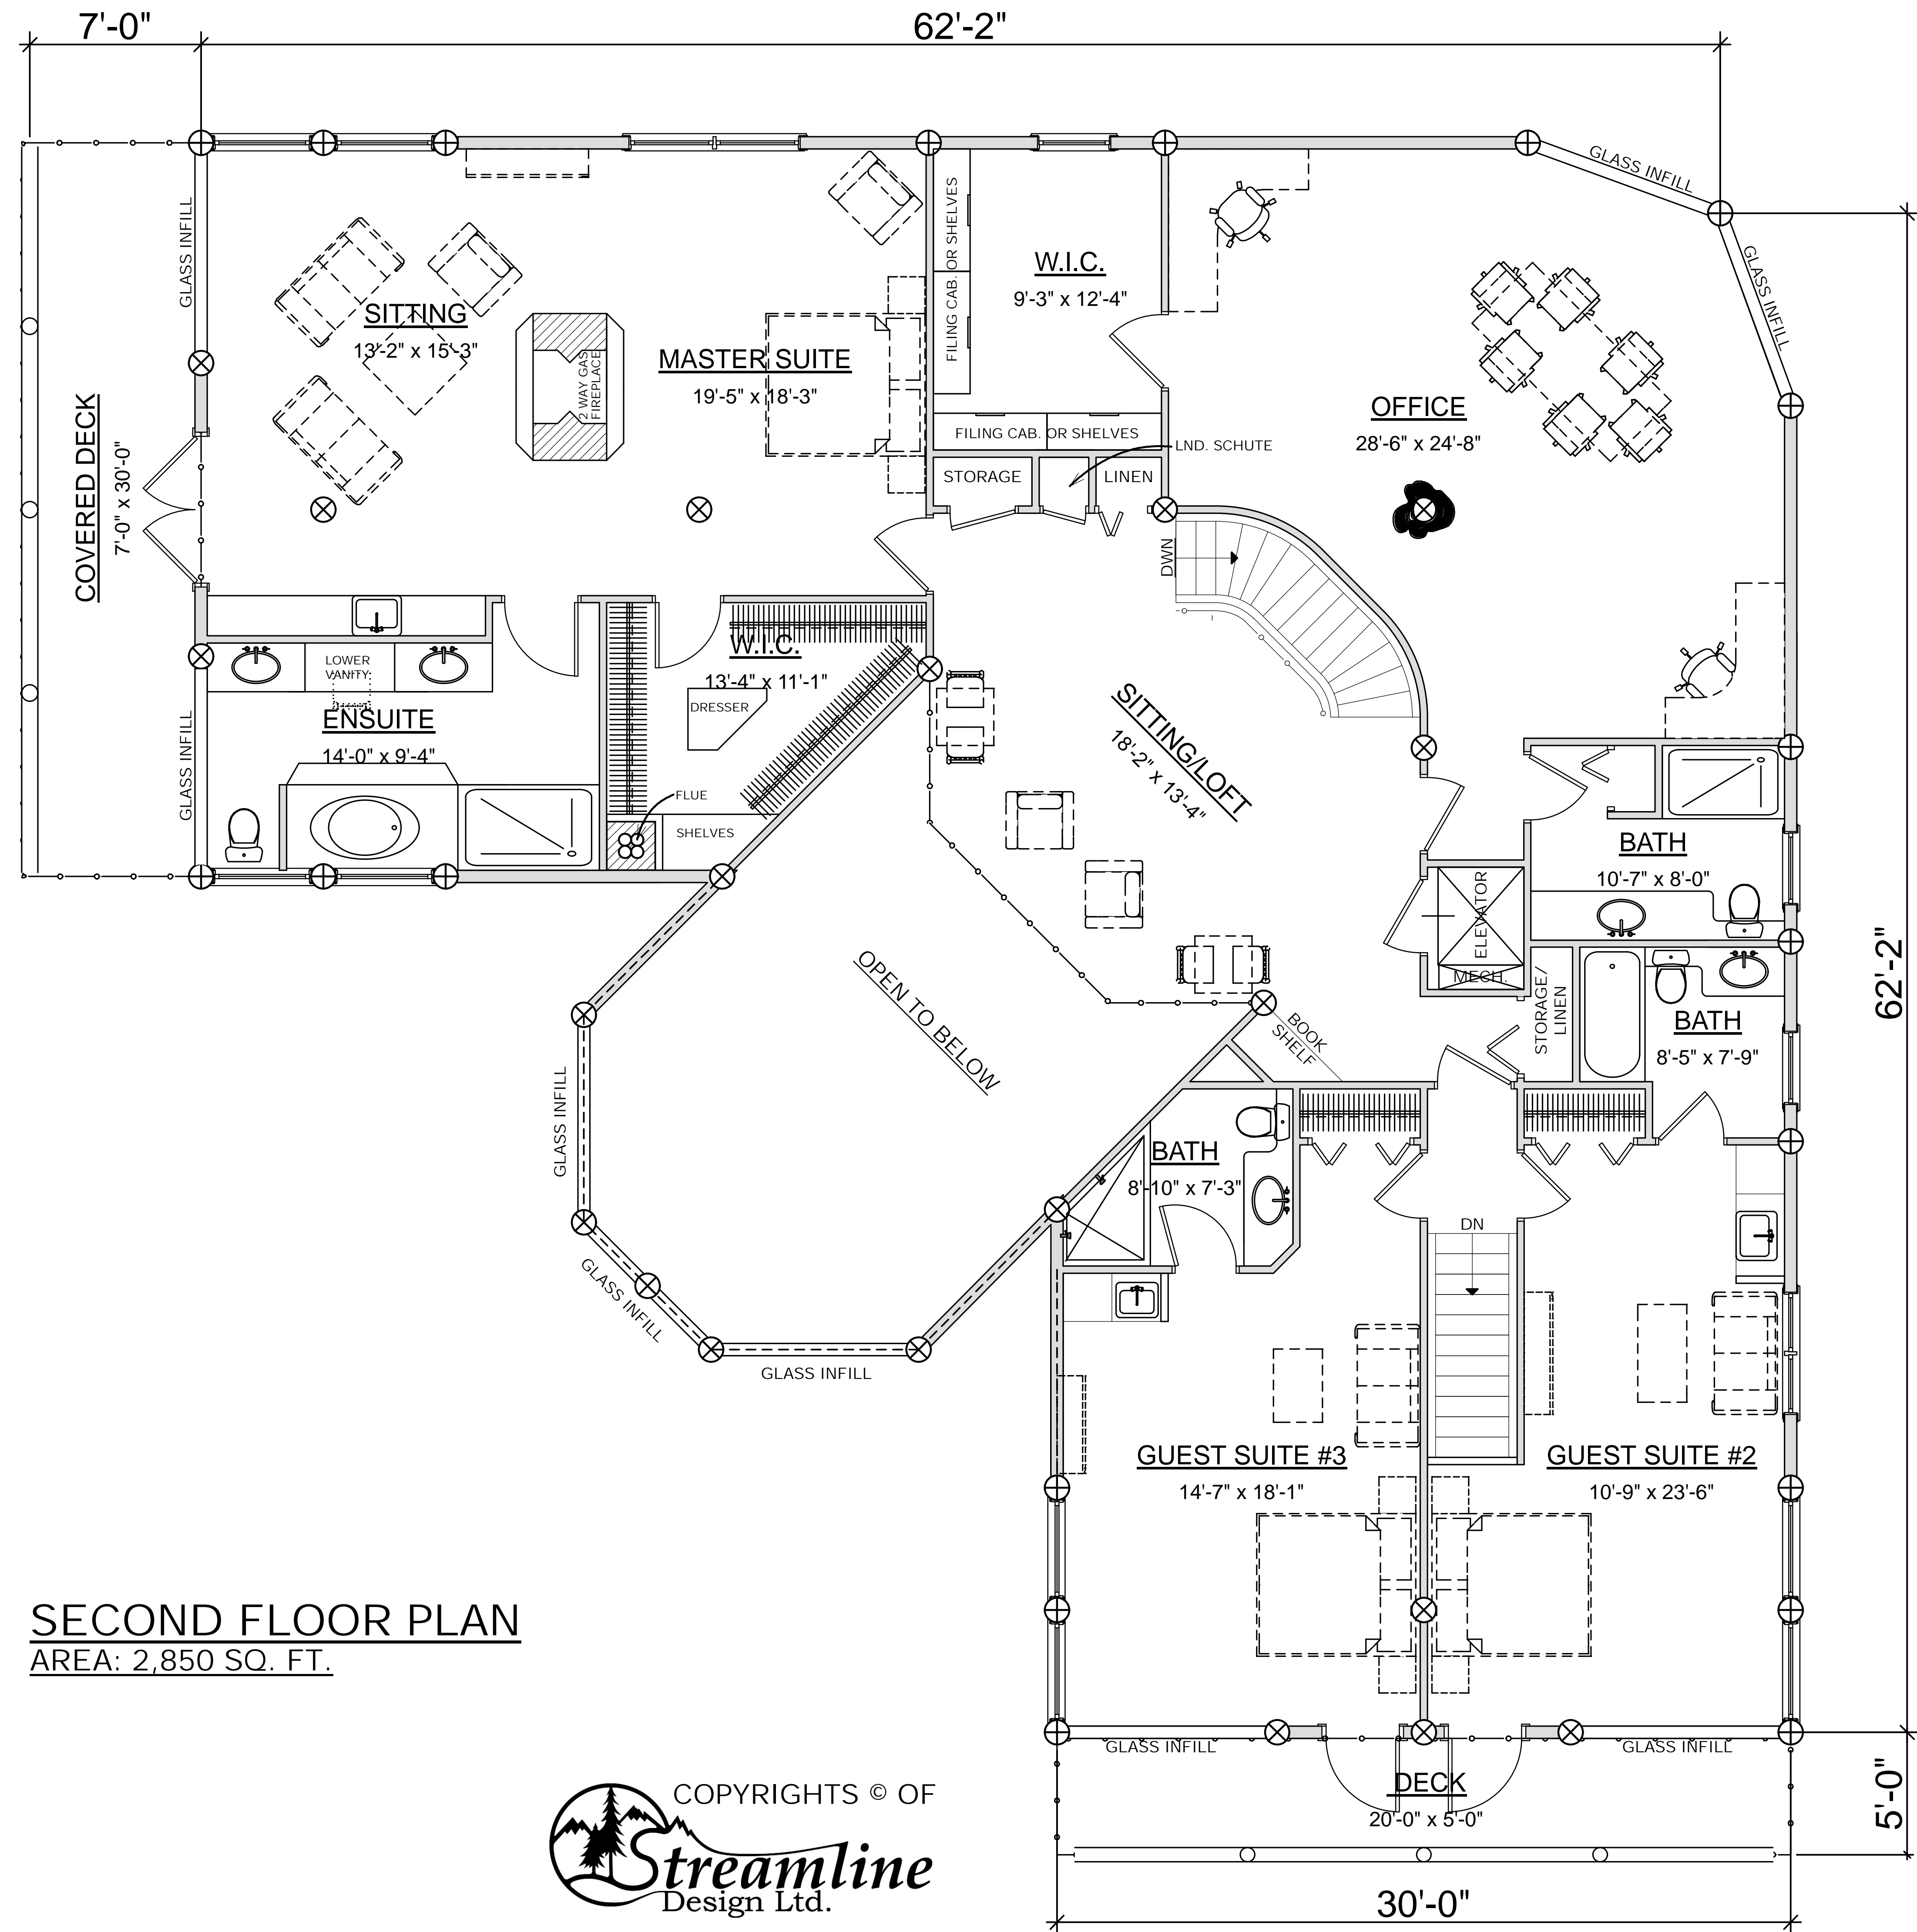 7'-0"
62'-2"
GLASS INFILL
GLASS INFILL
GLASS INFILL
SITTING
13'-2" x 15'-3"
2 WAY GAS
FIREPLACE
MASTER SUITE
19'-5" x 18'-3"
FILING CAB. OR SHELVES
W.I.C.
9'-3" x 12'-4"
FILING CAB. OR SHELVES
LND. SCHUTE
STORAGE
LINEN
OFFICE
28'-6" x 24'-8"
COVERED DECK
7'-0" x 30'-0"
DWN
LOWER
VANITY
ENSUITE
14'-0" x 9'-4"
GLASS INFILL
W.I.C.
13'-4" x 11'-1"
DRESSER
FLUE
SHELVES
SITTING/LOFT
18'-2" x 13'-4"
BATH
10'-7" x 8'-0"
ELEVATOR
MECH.
STORAGE/
LINEN
BATH
8'-5" x 7'-9"
62'-2"
OPEN TO BELOW
BOOK
SHELF
GLASS INFILL
BATH
8'-10" x 7'-3"
DN
GLASS INFILL
GLASS INFILL
GUEST SUITE #3
14'-7" x 18'-1"
GUEST SUITE #2
10'-9" x 23'-6"
SECOND FLOOR PLAN
AREA: 2,850 SQ. FT.
GLASS INFILL
GLASS INFILL
DECK
20'-0" x 5'-0"
5'-0"
30'-0"
COPYRIGHTS © OF
Streamline
Design Ltd.